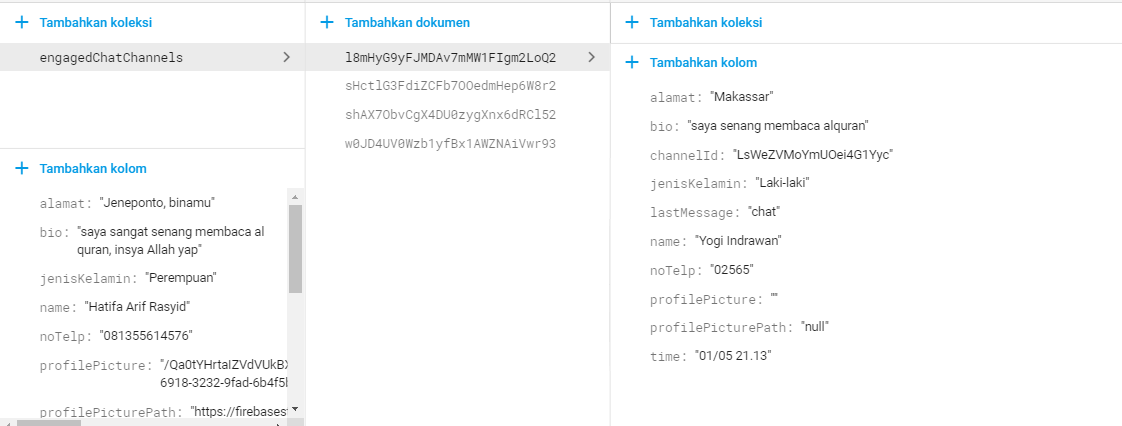 Tambahkan koleksi
engagedChatChannels
Tambahkan kolom
alamat: "Jeneponto, binamu"
bio: "saya sangat senang membaca al
quran, insya Allah yap"
jenisKelamin: "Perempuan"
name: "Hatifa Arif Rasyid"
noTelp: "081355614576"
profilePicture: "/Qa0tYHrtaIZVdVUkBX
6918-3232-9fad-6b4f5b
profilePicturePath: "https://firebasest
Tambahkan dokumen
l8mHyG9yFJMDAv7mMW1FIgm2LoQ2
sHctlG3FdiZCFb7OOedmHep6W8r2
shAX7ObvCgX4DU0zygXnx6dRCl52
w0JD4UV0Wzb1yfBx1AWZNAiVwr93
Tambahkan koleksi
Tambahkan kolom
alamat: "Makassar"
bio: "saya senang membaca alquran"
channelId: "LsWeZVMoYmUOei4G1Yyc"
jenisKelamin: "Laki-laki"
lastMessage: "chat"
name: "Yogi Indrawan"
noTelp: "02565"
profilePicture: ""
profilePicturePath: "null"
time: "01/05 21.13"